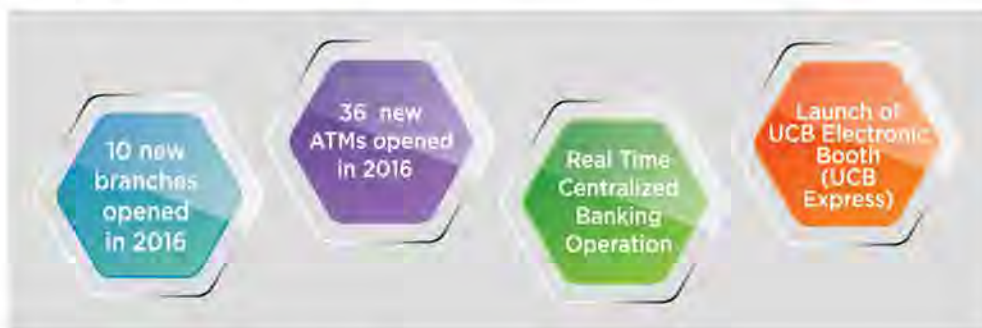 10 new
branches
opened
in 2016
36 new
ATMs opened
in 2016
Real Time
Centralized
Banking
Operation
Launch of
UCB Electronic
Booth
(UCB
Express)